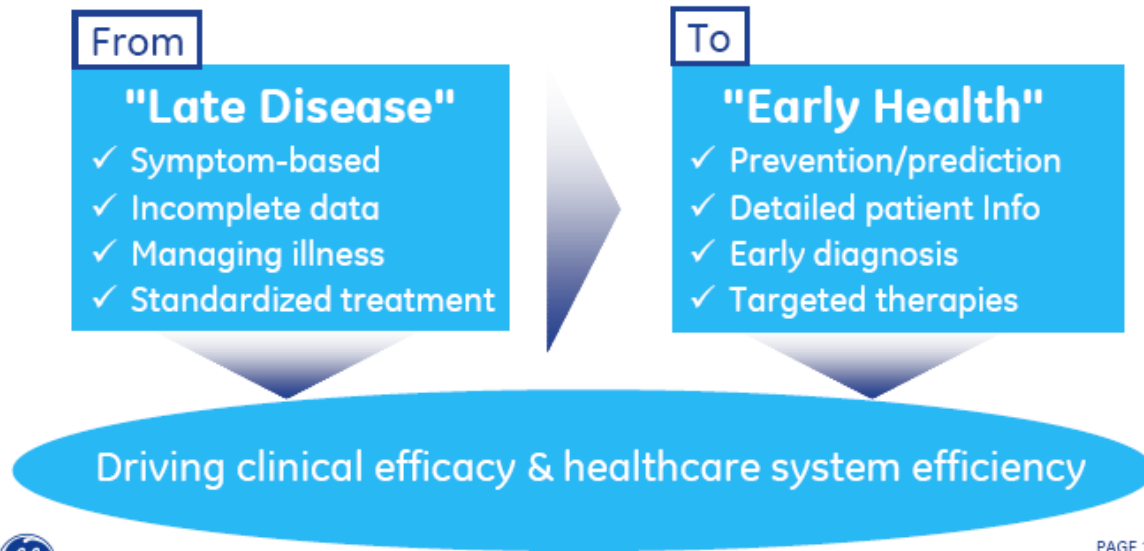 From
"Late Disease"
✓ Symptom-based
✓ Incomplete data
✓ Managing illness
✓ Standardized treatment
To
"Early Health"
✓ Prevention/prediction
✓ Detailed patient Info
✓ Early diagnosis
✓ Targeted therapies
Driving clinical efficacy & healthcare system efficiency
PAGE